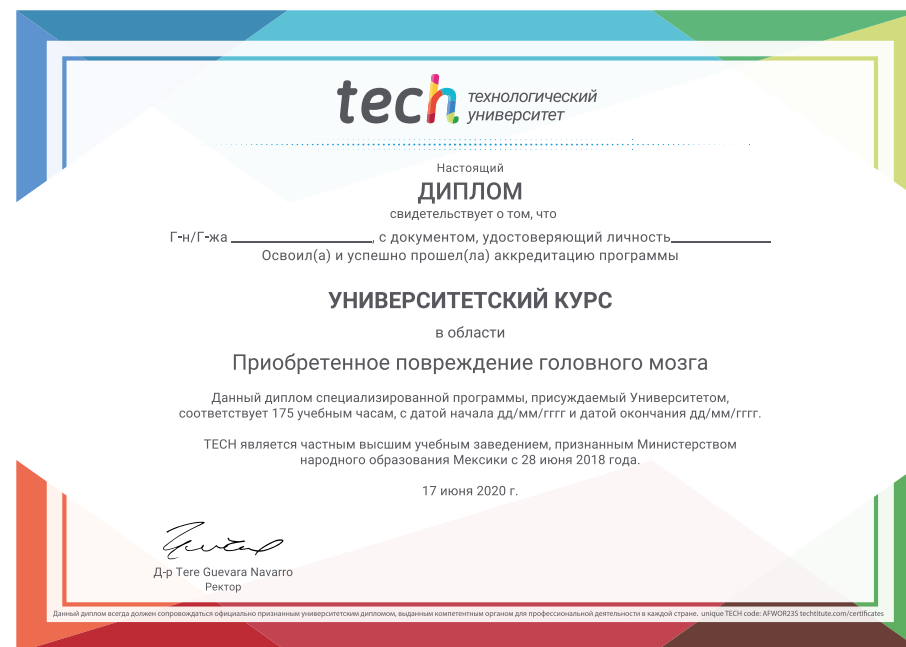 tech технологический университет
Настоящий
ДИПЛОМ
свидетельствует о том, что
Г-н/Г-жа ____________________, с документом, удостоверяющий личность______________
Освоил(а) и успешно прошел(ла) аккредитацию программы
УНИВЕРСИТЕТСКИЙ КУРС
в области
Приобретенное повреждение головного мозга
Данный диплом специализированной программы, присуждаемый Университетом,
соответствует 175 учебным часам, с датой начала дд/мм/гггг и датой окончания дд/мм/гггг.
TECH является частным высшим учебным заведением, признанным Министерством
народного образования Мексики с 28 июня 2018 года.
17 июня 2020 г.
Д-р Tere Guevara Navarro
Ректор
Данный диплом всегда должен сопровождаться официально признанным университетским дипломом, выданным компетентным органом для профессиональной деятельности в каждой стране. unique TECH code: AFWOR23S techtitute.com/certificates